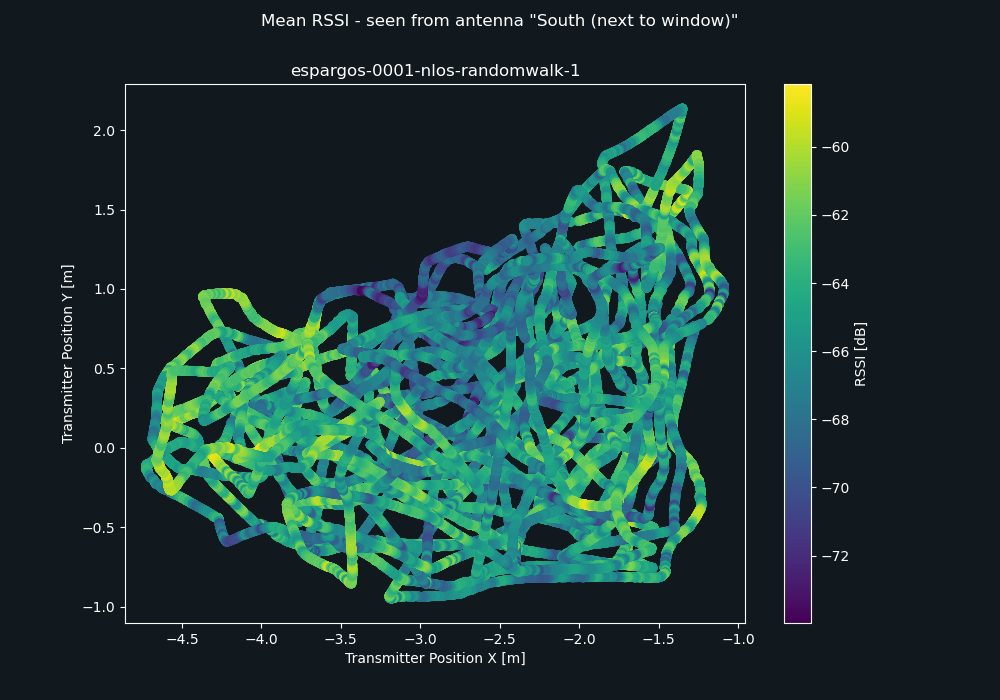 Mean RSSI - seen from antenna "South (next to window)"
espargos-0001-nlos-randomwalk-1
2.0
1.5
1.0
0.5
0.0
−0.5
−1.0
Transmitter Position Y [m]
−4.5 −4.0 −3.5 −3.0 −2.5 −2.0 −1.5 −1.0
Transmitter Position X [m]
−60
−62
−64
−66
−68
−70
−72
RSSI [dB]